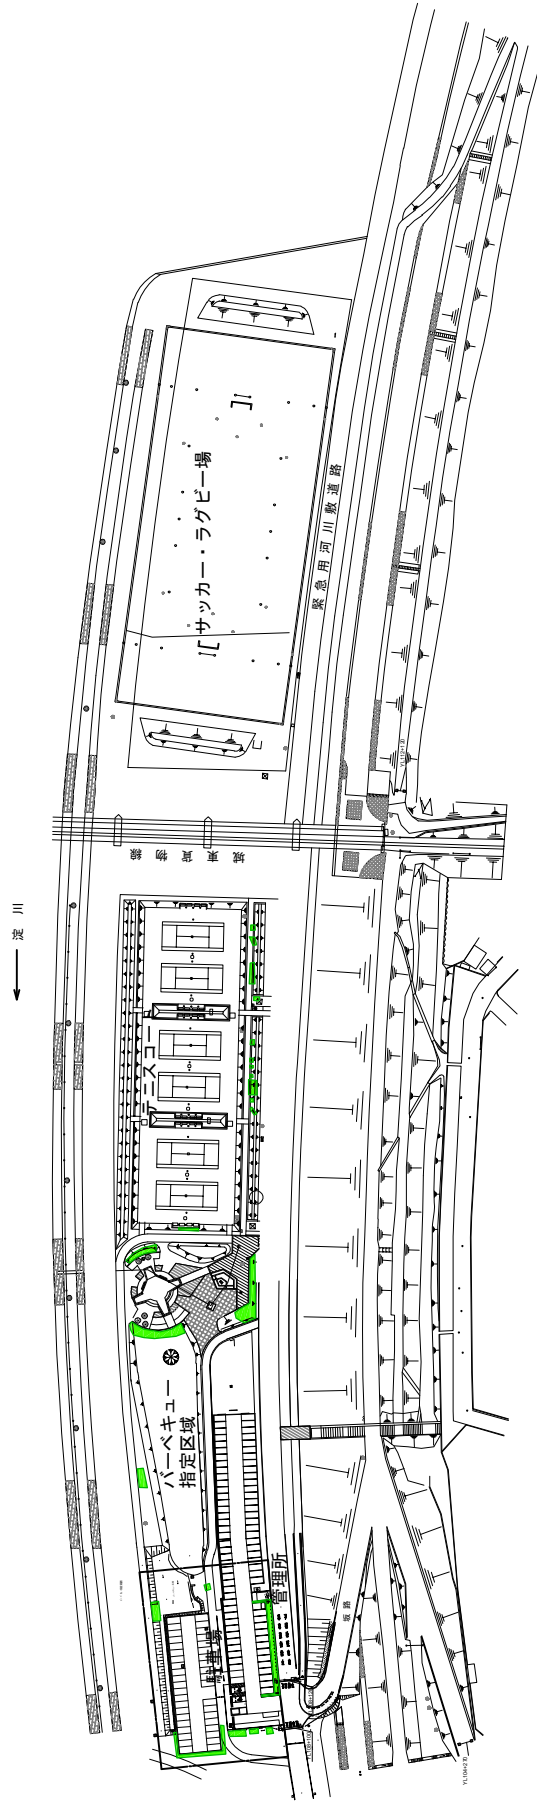 サッカー・ラグビー場
緊急用河川敷道路
城東貨物線
淀川
テニスコー
バーベキュー
指定区域
管理所
駐車場
坂路